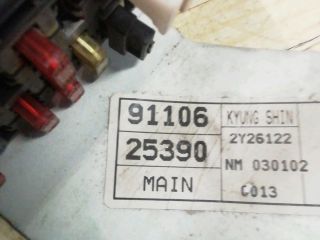 91106
25390
MAIN
KYUNG SHIN
2Y26122
NM 030102
C013